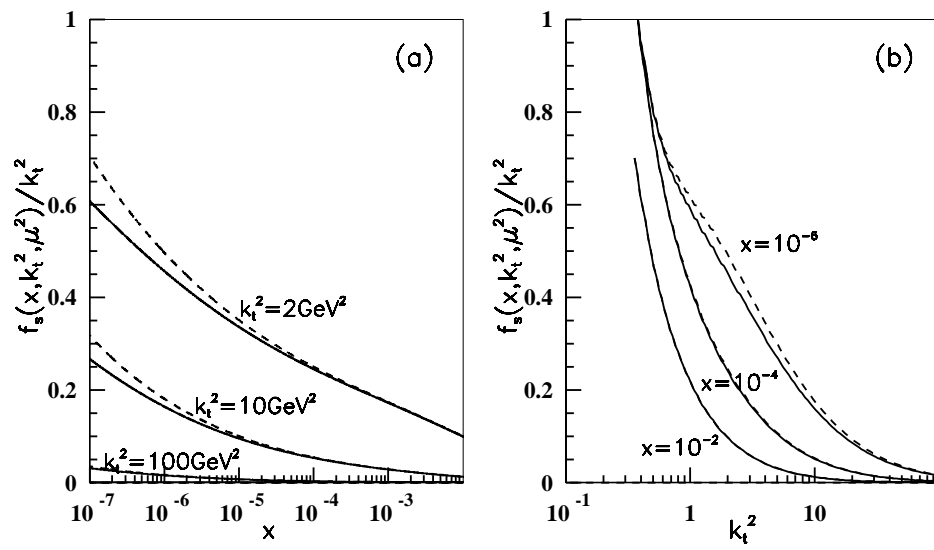 (a)
f_s(x,k_t^2,μ^2)/k_t^2
1
0.8
0.6
0.4
0.2
0
k_t^2=2GeV^2
k_t^2=10GeV^2
k_t^2=100GeV^2
10^-7 10^-6 10^-5 10^-4 10^-3
x
(b)
f_s(x,k_t^2,μ^2)/k_t^2
1
0.8
0.6
0.4
0.2
0
x=10^-6
x=10^-4
x=10^-2
10^-1 1 10
k_t^2